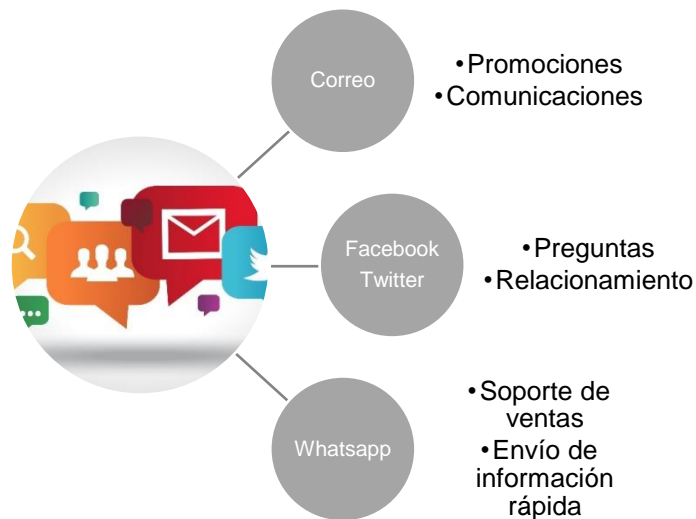 Correo
•Promociones
•Comunicaciones
Facebook
Twitter
•Preguntas
•Relacionamiento
Whatsapp
•Soporte de
ventas
•Envío de
información
rápida